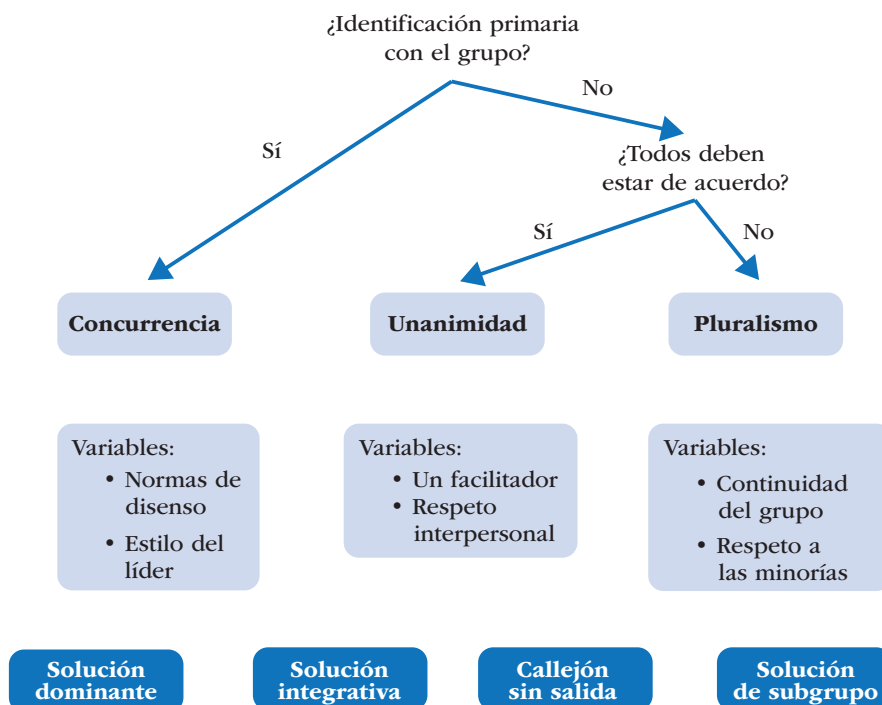 ¿Identificación primaria
con el grupo?
No
Sí
¿Todos deben
estar de acuerdo?
Sí
No
Concurrencia
Unanimidad
Pluralismo
Variables:
• Normas de
disenso
• Estilo del
líder
Variables:
• Un facilitador
• Respeto
interpersonal
Variables:
• Continuidad
del grupo
• Respeto a
las minorías
Solución
dominante
Solución
integrativa
Callejón
sin salida
Solución
de subgrupo